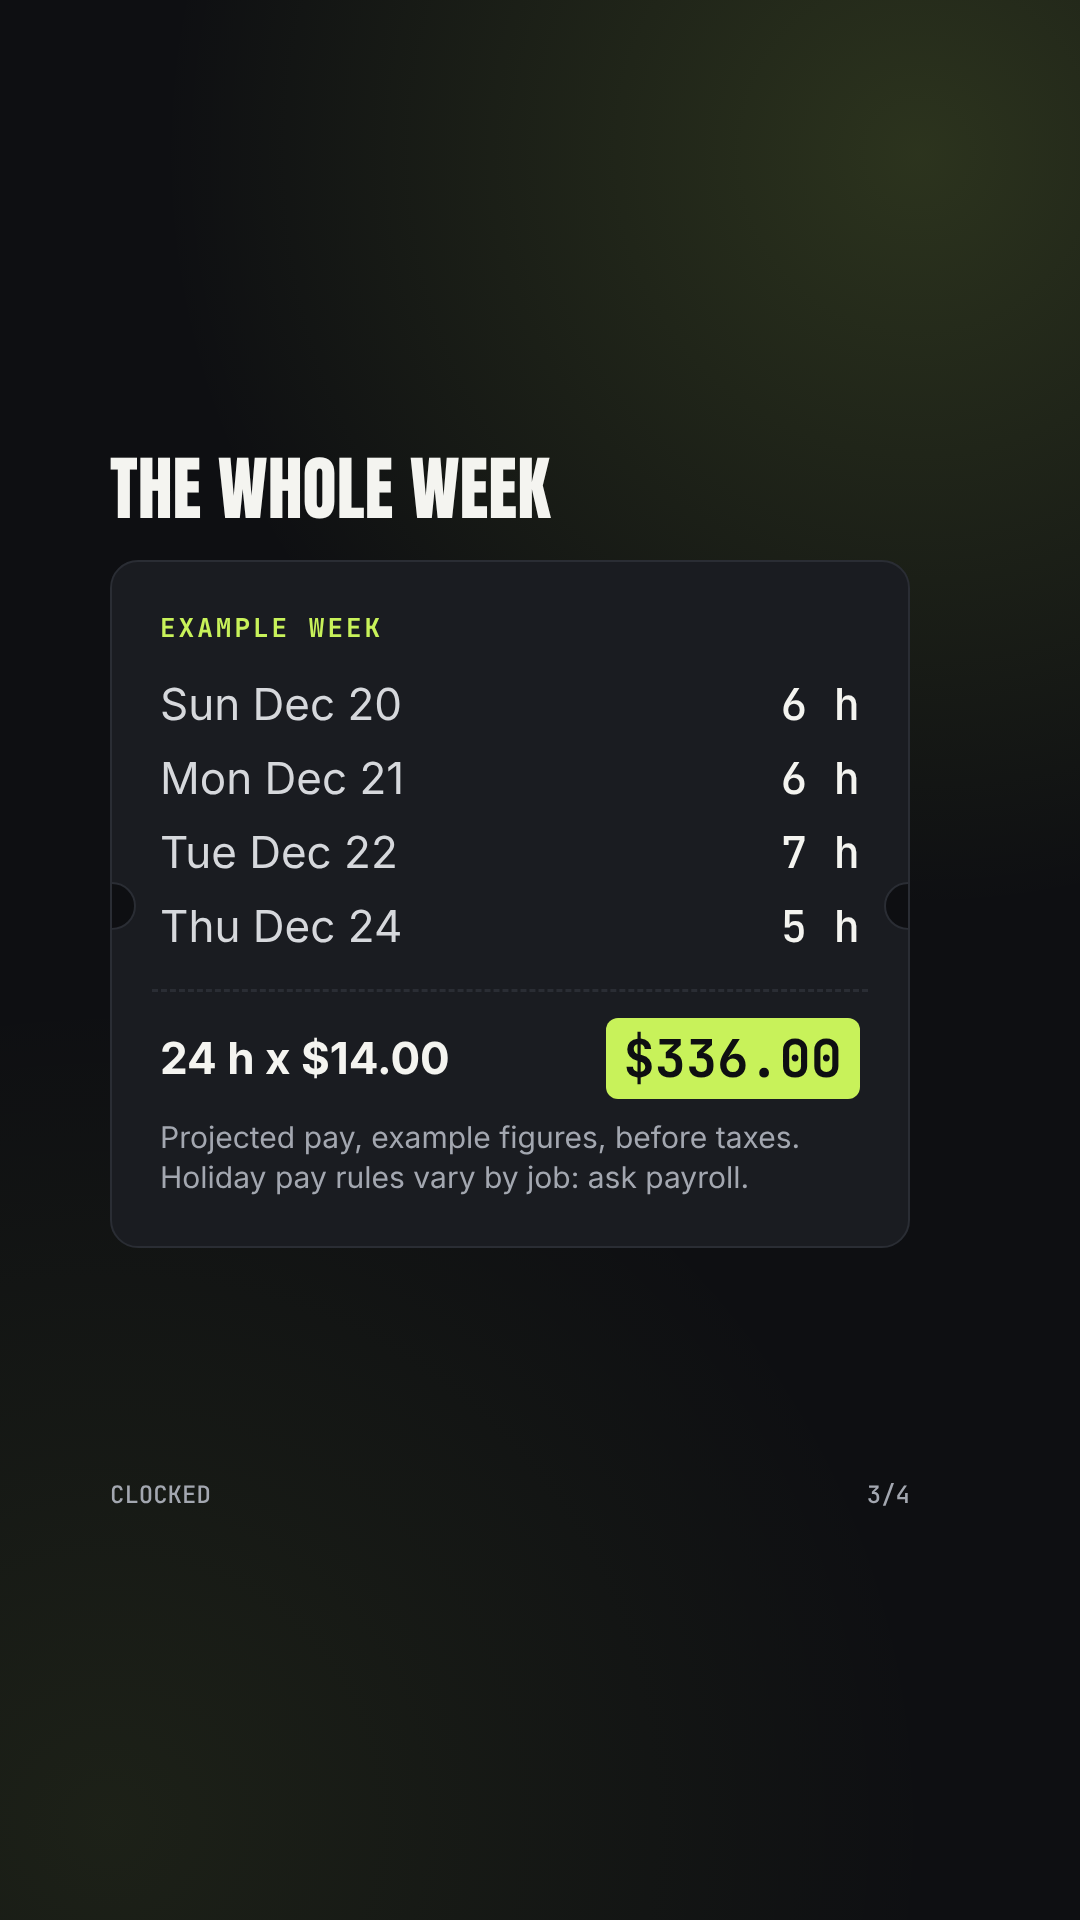 THE WHOLE WEEK
EXAMPLE WEEK
Sun Dec 20 6 h
Mon Dec 21 6 h
Tue Dec 22 7 h
Thu Dec 24 5 h
24 h x $14.00 $336.00
Projected pay, example figures, before taxes.
Holiday pay rules vary by job: ask payroll.
CLOCKED 3/4